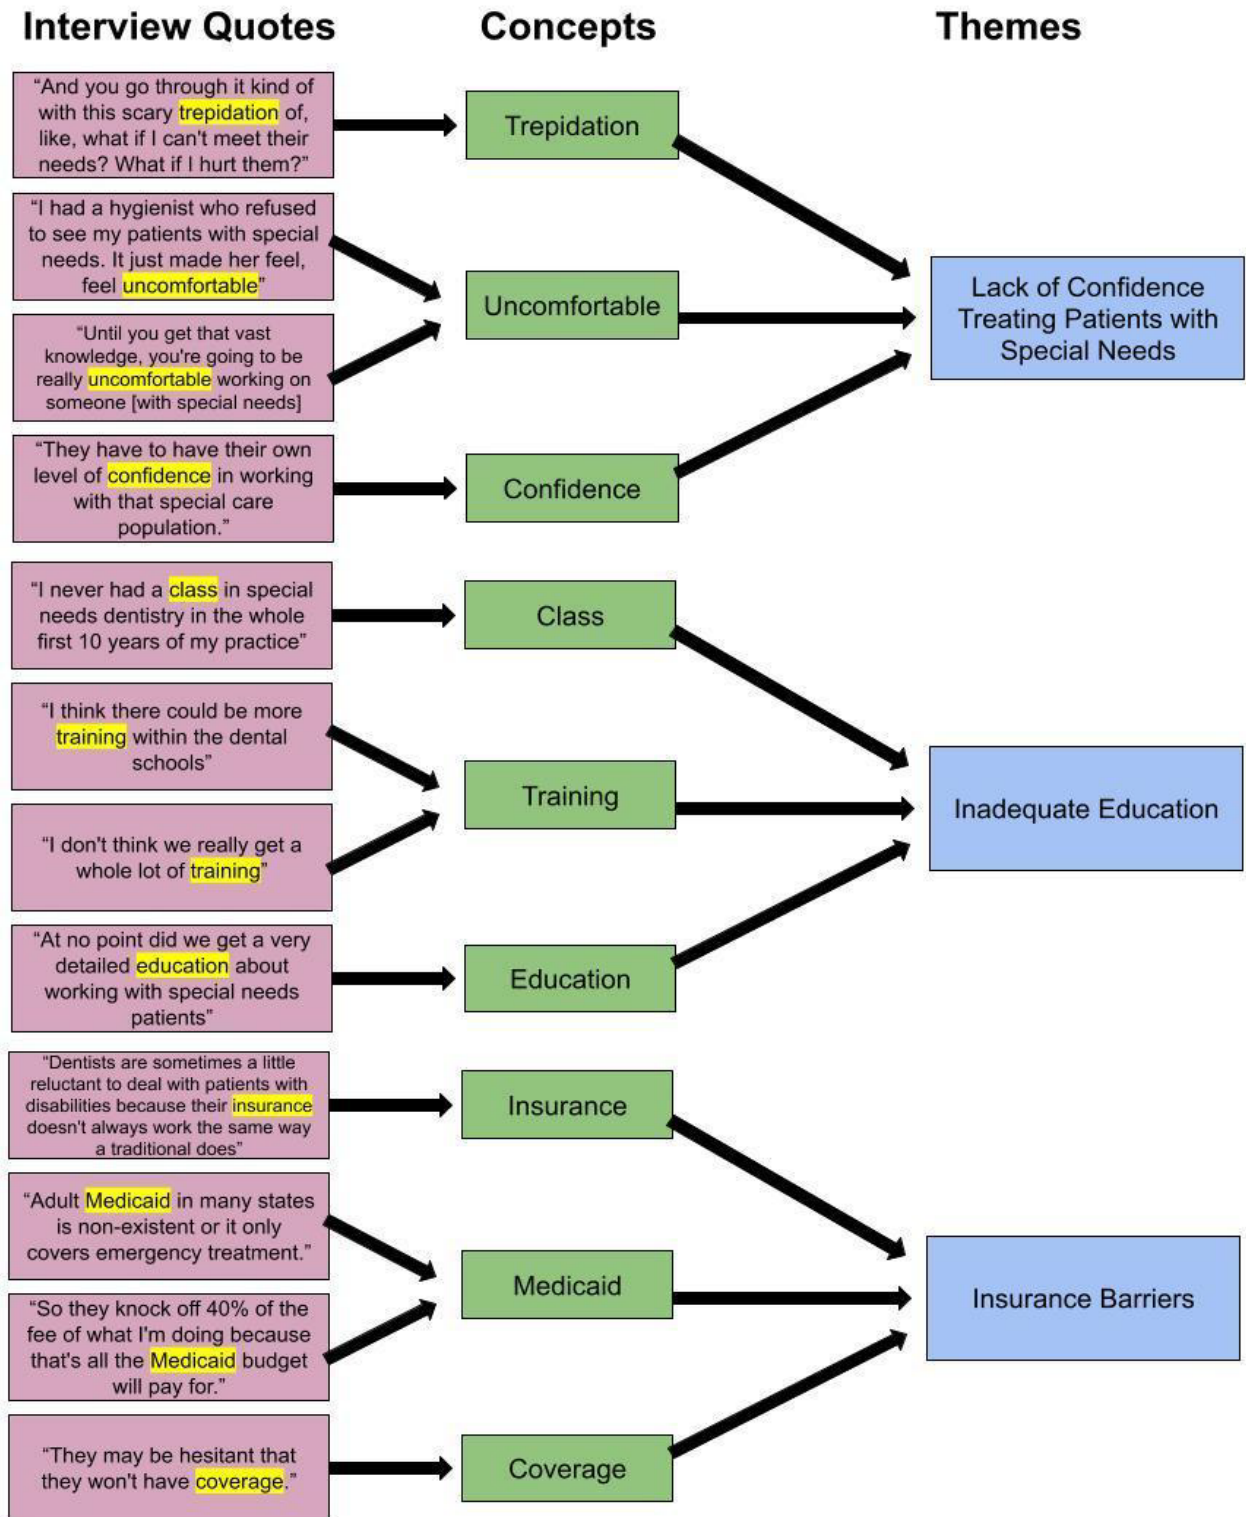 Interview Quotes
Concepts
Themes
“And you go through it kind of
with this scary trepidation of,
like, what if I can't meet their
needs? What if I hurt them?”
Trepidation
“I had a hygienist who refused
to see my patients with special
needs. It just made her feel,
feel uncomfortable”
“Until you get that vast
knowledge, you're going to be
really uncomfortable working on
someone [with special needs]
Uncomfortable
“They have to have their own
level of confidence in working
with that special care
population.”
Confidence
Lack of Confidence
Treating Patients with
Special Needs
“I never had a class in special
needs dentistry in the whole
first 10 years of my practice”
Class
“I think there could be more
training within the dental
schools”
“I don't think we really get a
whole lot of training”
Training
“At no point did we get a very
detailed education about
working with special needs
patients”
Education
Inadequate Education
“Dentists are sometimes a little
reluctant to deal with patients with
disabilities because their insurance
doesn't always work the same way
a traditional does”
Insurance
“Adult Medicaid in many states
is non-existent or it only
covers emergency treatment.”
“So they knock off 40% of the
fee of what I'm doing because
that's all the Medicaid budget
will pay for.”
Medicaid
“They may be hesitant that
they won't have coverage.”
Coverage
Insurance Barriers